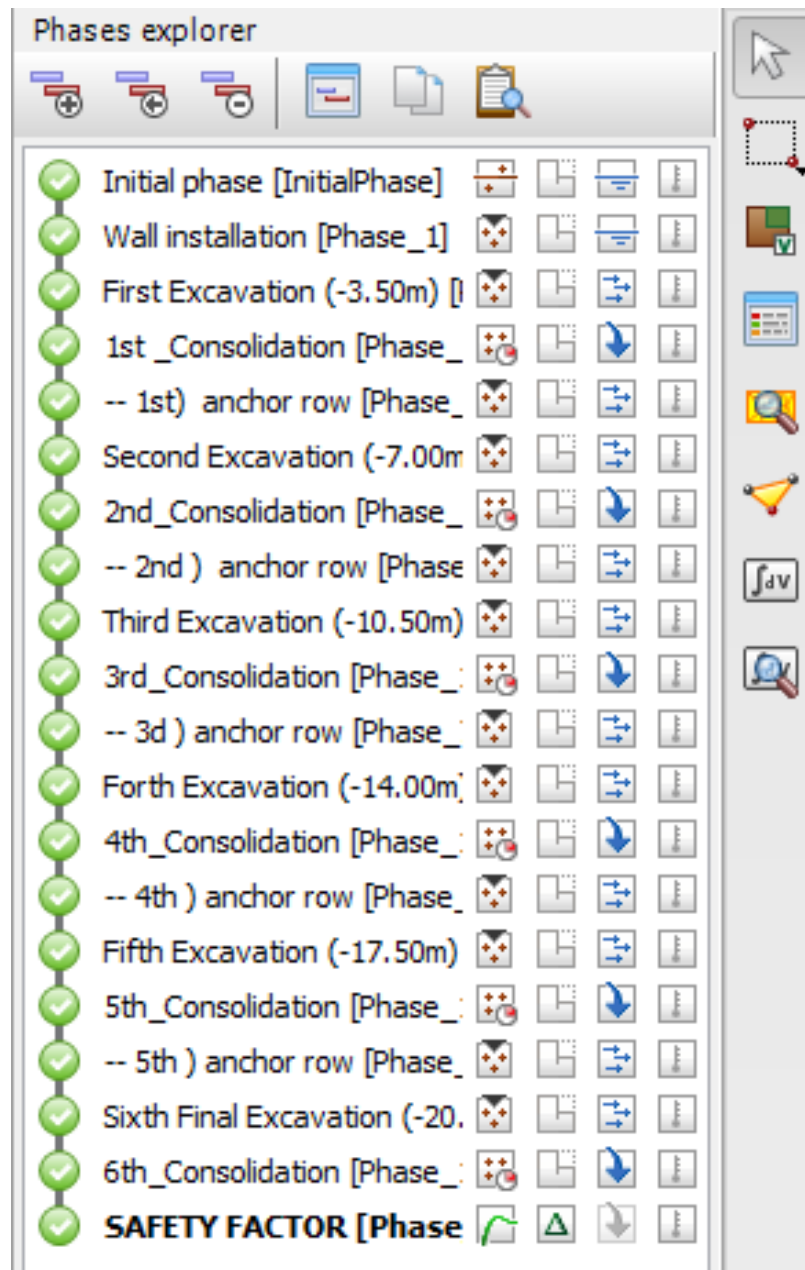 Phases explorer
Initial phase [InitialPhase]
Wall installation [Phase_1]
First Excavation (-3.50m) [
1st _Consolidation [Phase_
-- 1st)  anchor row [Phase_
Second Excavation (-7.00m
2nd_Consolidation [Phase_
-- 2nd )  anchor row [Phase
Third Excavation (-10.50m)
3rd_Consolidation [Phase_
-- 3d ) anchor row [Phase_
Forth Excavation (-14.00m)
4th_Consolidation [Phase_
-- 4th ) anchor row [Phase_
Fifth Excavation (-17.50m)
5th_Consolidation [Phase_
-- 5th ) anchor row [Phase_
Sixth Final Excavation (-20.
6th_Consolidation [Phase_
SAFETY FACTOR [Phase
V
∫dV